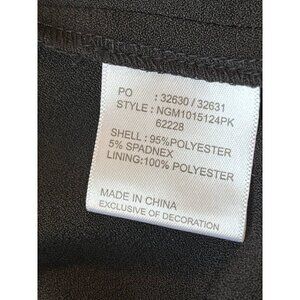 PO : 32630 / 32631
STYLE : NGM1015124PK
62228
SHELL : 95%POLYESTER
5% SPADNEX
LINING:100% POLYESTER
MADE IN CHINA
EXCLUSIVE OF DECORATION